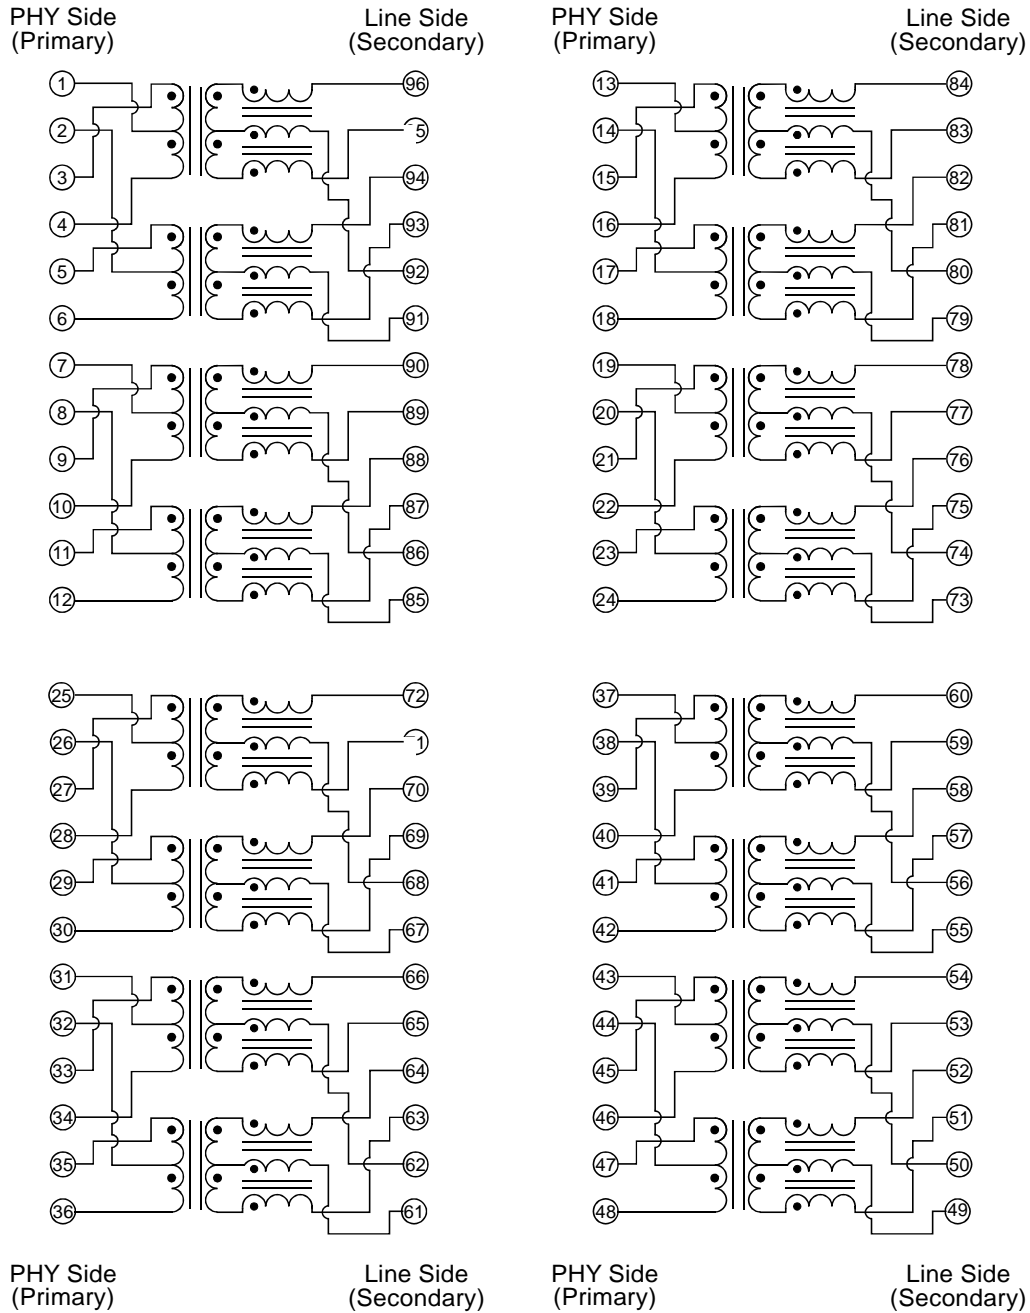 PHY Side
(Primary)
Line Side
(Secondary)
PHY Side
(Primary)
Line Side
(Secondary)
1 96 13 84
2 5 14 83
3 94 15 82
4 93 16 81
5 92 17 80
6 91 18 79
7 90 19 78
8 89 20 77
9 88 21 76
10 87 22 75
11 86 23 74
12 85 24 73
25 72 37 60
26 1 38 59
27 70 39 58
28 69 40 57
29 68 41 56
30 67 42 55
31 66 43 54
32 65 44 53
33 64 45 52
34 63 46 51
35 62 47 50
36 61 48 49
PHY Side
(Primary)
Line Side
(Secondary)
PHY Side
(Primary)
Line Side
(Secondary)